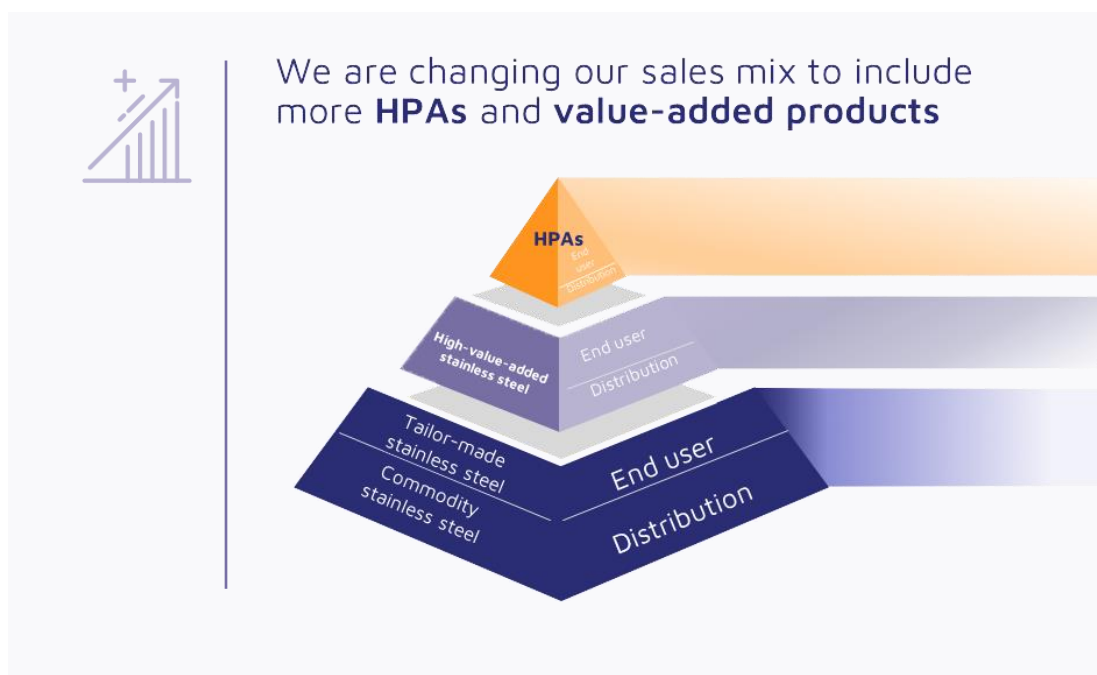 We are changing our sales mix to include
more HPAs and value-added products
HPAs
End
user
Distribution
High-value-added
stainless steel
End user
Distribution
Tailor-made
stainless steel
Commodity
stainless steel
End user
Distribution